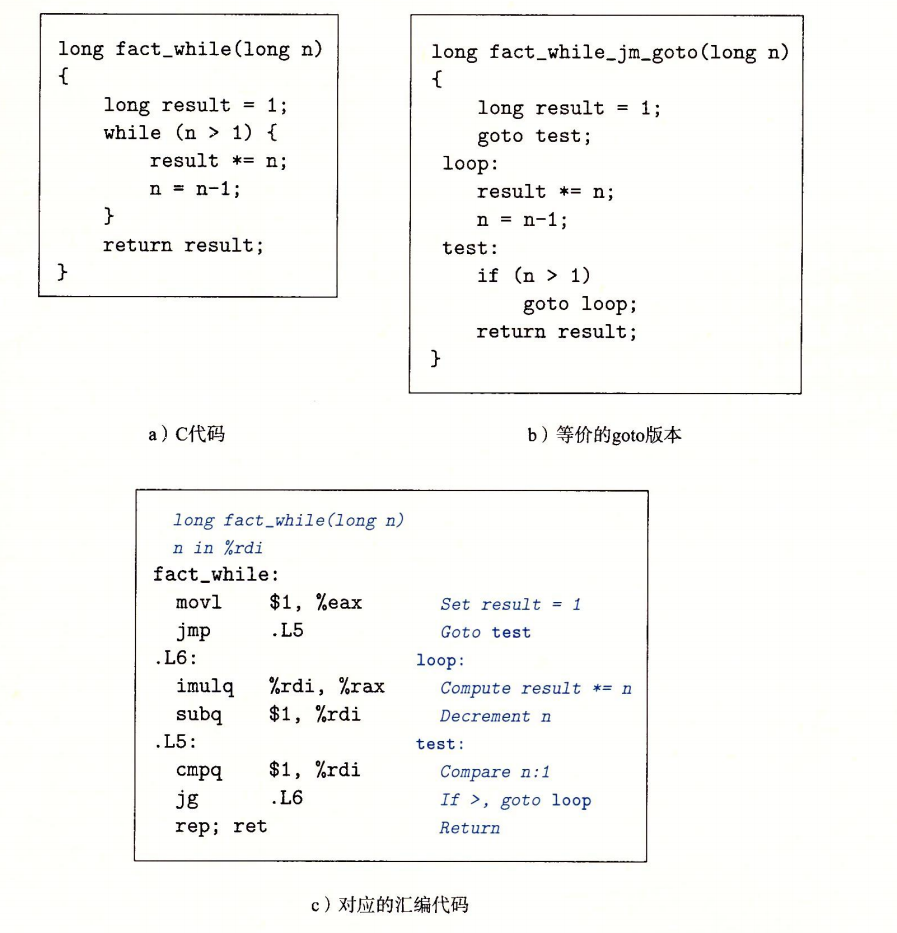 long fact_while(long n)
{
    long result = 1;
    while (n > 1) {
        result *= n;
        n = n-1;
    }
    return result;
}
a）C代码
long fact_while_jm_goto(long n)
{
    long result = 1;
    goto test;
 loop:
    result *= n;
    n = n-1;
 test:
    if (n > 1)
        goto loop;
    return result;
}
b）等价的goto版本
long fact_while(long n)
n in %rdi
fact_while:
  movl    $1, %eax    Set result = 1
  jmp     .L5    Goto test
.L6:    loop:
  imulq   %rdi, %rax    Compute result *= n
  subq    $1, %rdi    Decrement n
.L5:    test:
  cmpq    $1, %rdi    Compare n:1
  jg      .L6    If >, goto loop
  rep; ret    Return
c）对应的汇编代码